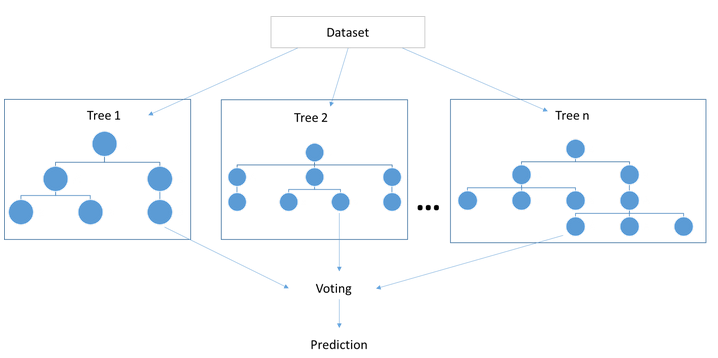 Dataset
Tree 1
Tree 2
Tree n
...
Voting
Prediction